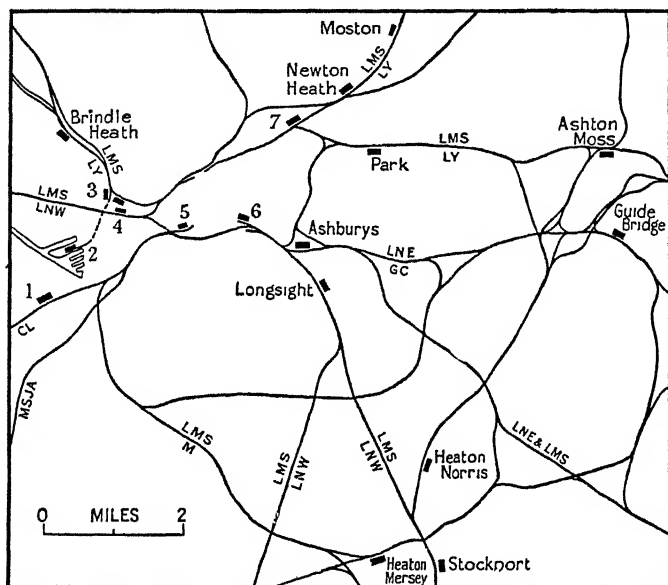 Moston
LMS
LY
Newton
Heath
Brindle
Heath
LMS
LY
7
Park
LMS
LY
Ashton
Moss
3
LMS
LNW
4
5
6
Ashburys
LNE
GC
Guide
Bridge
2
1
Longsight
CL
MSJA
LMS
M
LMS
LNW
LMS
LNW
Heaton
Norris
LNE & LMS
0 MILES 2
Heaton
Mersey
Stockport